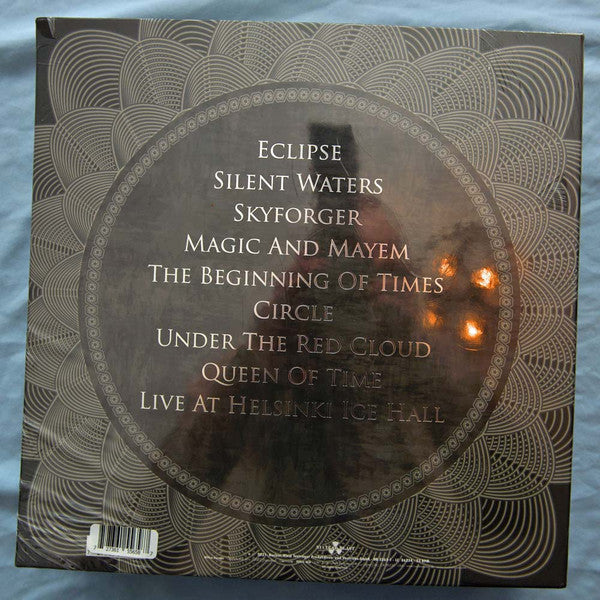 ECLIPSE
SILENT WATERS
SKYFORGER
MAGIC AND MAYEM
THE BEGINNING OF TIMES
CIRCLE
UNDER THE RED CLOUD
QUEEN OF TIME
LIVE AT HELSINKI ICE HALL